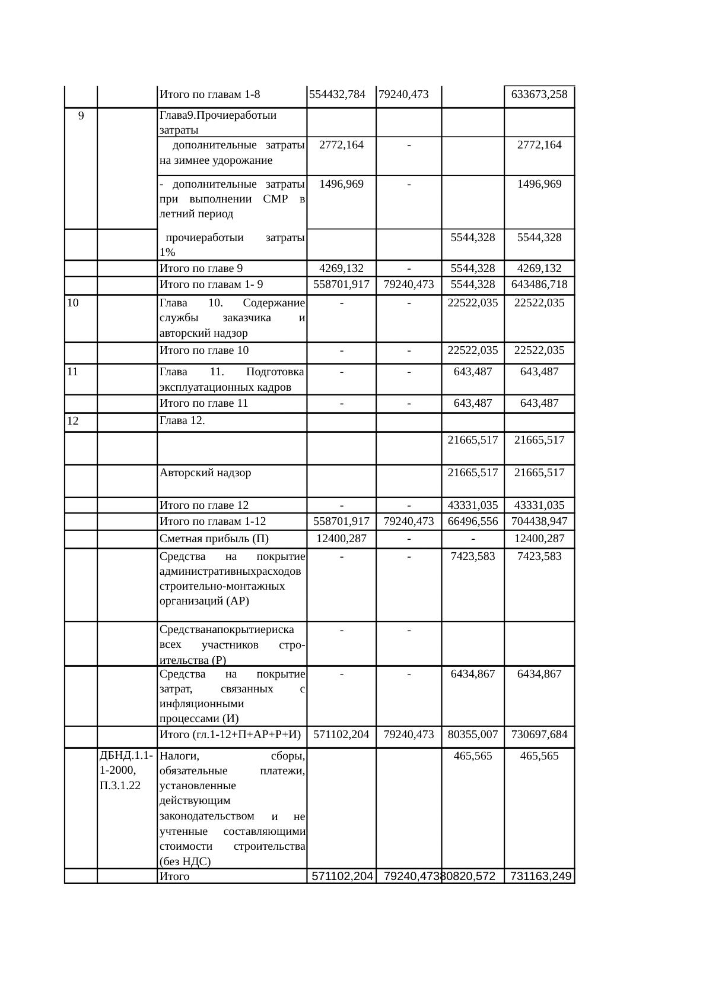 Итого по главам 1-8 554432,784 79240,473 633673,258
9 Глава9.Прочиеработыи
затраты
дополнительные затраты 2772,164 - 2772,164
на зимнее удорожание
- дополнительные затраты 1496,969 - 1496,969
при выполнении СМР в
летний период
прочиеработыи затраты 5544,328 5544,328
1%
Итого по главе 9 4269,132 - 5544,328 4269,132
Итого по главам 1- 9 558701,917 79240,473 5544,328 643486,718
10 Глава 10. Содержание - - 22522,035 22522,035
службы заказчика и
авторский надзор
Итого по главе 10 - - 22522,035 22522,035
11 Глава 11. Подготовка - - 643,487 643,487
эксплуатационных кадров
Итого по главе 11 - - 643,487 643,487
12 Глава 12.
21665,517 21665,517
Авторский надзор 21665,517 21665,517
Итого по главе 12 - - 43331,035 43331,035
Итого по главам 1-12 558701,917 79240,473 66496,556 704438,947
Сметная прибыль (П) 12400,287 - - 12400,287
Средства на покрытие - - 7423,583 7423,583
административныхрасходов
строительно-монтажных
организаций (АР)
Средстванапокрытиериска - -
всех участников стро-
ительства (Р)
Средства на покрытие - - 6434,867 6434,867
затрат, связанных с
инфляционными
процессами (И)
Итого (гл.1-12+П+АР+Р+И) 571102,204 79240,473 80355,007 730697,684
ДБНД.1.1- Налоги, сборы, 465,565 465,565
1-2000, обязательные платежи,
П.3.1.22 установленные
действующим
законодательством и не
учтенные составляющими
стоимости строительства
(без НДС)
Итого 571102,204 79240,473 80820,572 731163,249